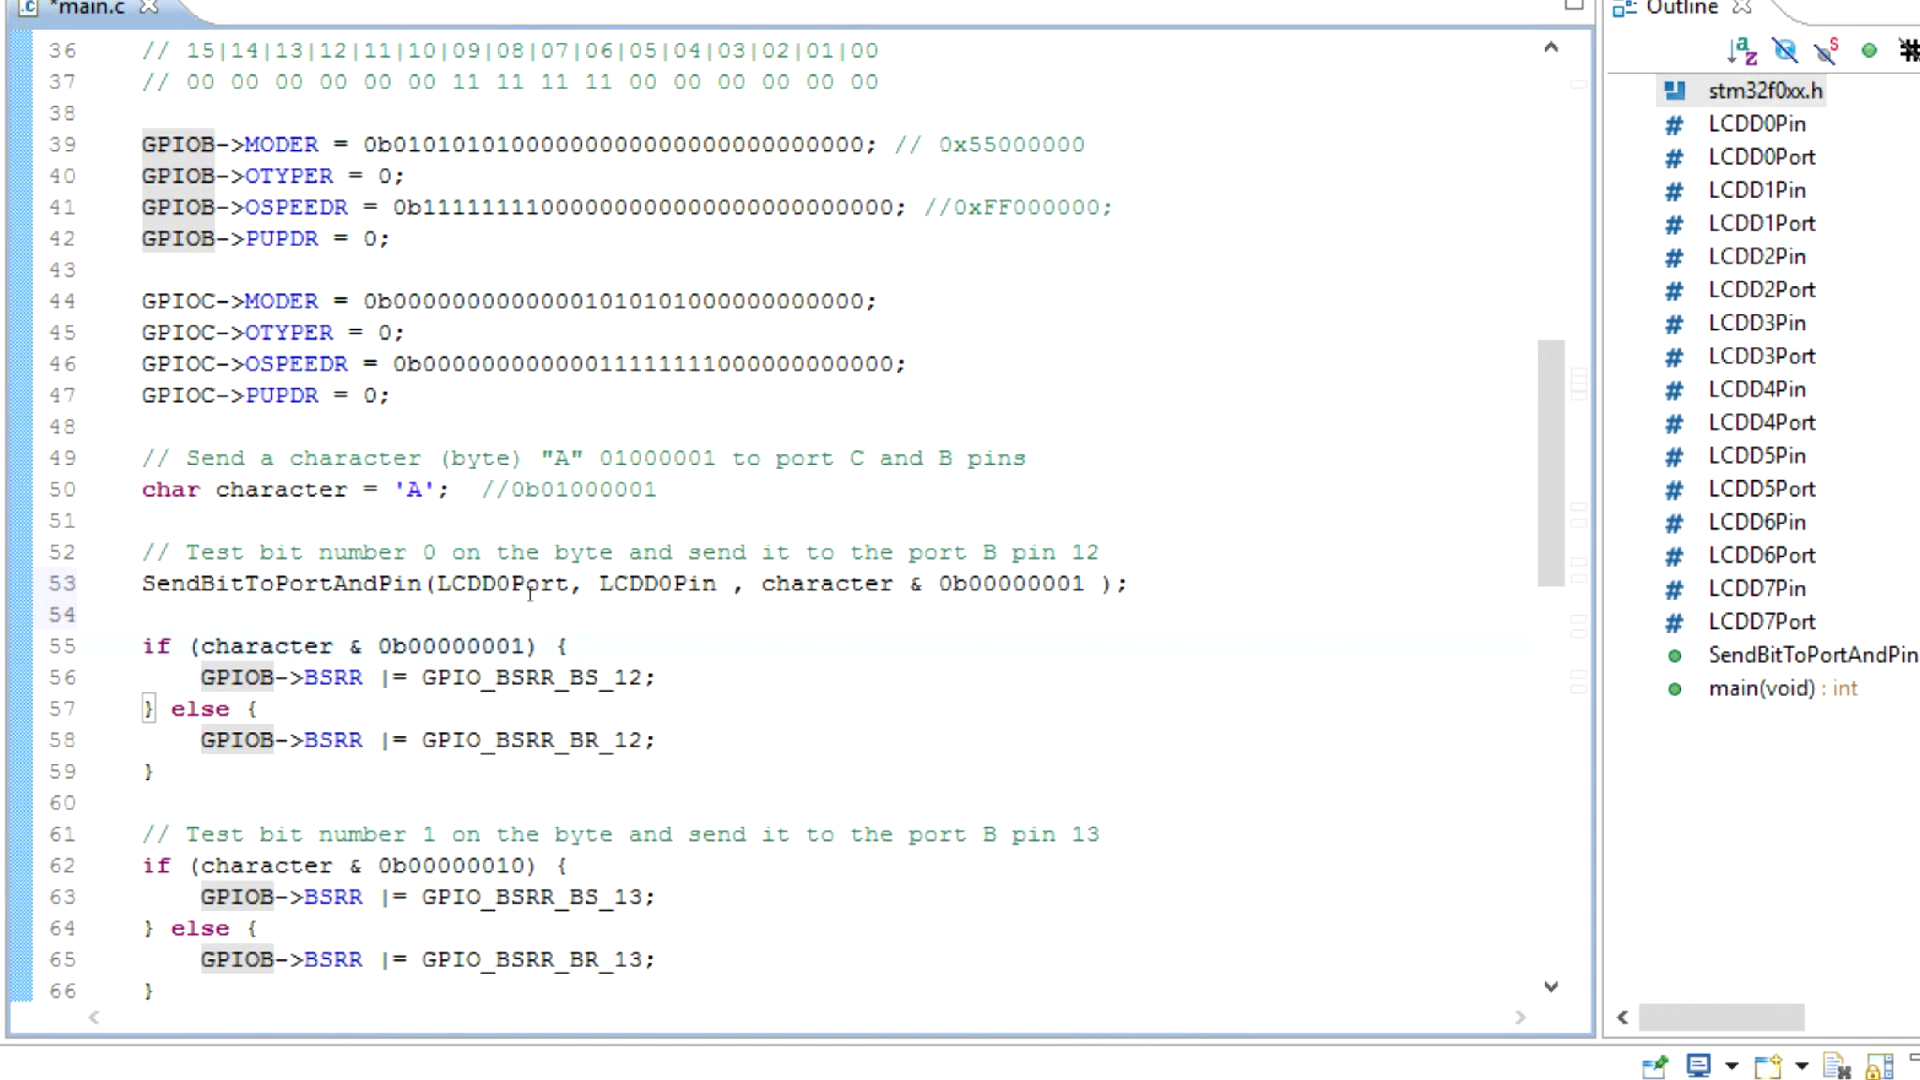 *main.c
36 // 15|14|13|12|11|10|09|08|07|06|05|04|03|02|01|00
37 // 00 00 00 00 00 00 11 11 11 11 00 00 00 00 00 00
38
39 GPIOB->MODER = 0b01010101000000000000000000000000; // 0x55000000
40 GPIOB->OTYPER = 0;
41 GPIOB->OSPEEDR = 0b11111111000000000000000000000000; //0xFF000000;
42 GPIOB->PUPDR = 0;
43
44 GPIOC->MODER = 0b00000000000001010101000000000000;
45 GPIOC->OTYPER = 0;
46 GPIOC->OSPEEDR = 0b00000000000011111111000000000000;
47 GPIOC->PUPDR = 0;
48
49 // Send a character (byte) "A" 01000001 to port C and B pins
50 char character = 'A'; //0b01000001
51
52 // Test bit number 0 on the byte and send it to the port B pin 12
53 SendBitToPortAndPin(LCDD0Port, LCDD0Pin , character & 0b00000001 );
54
55 if (character & 0b00000001) {
56 GPIOB->BSRR |= GPIO_BSRR_BS_12;
57 } else {
58 GPIOB->BSRR |= GPIO_BSRR_BR_12;
59 }
60
61 // Test bit number 1 on the byte and send it to the port B pin 13
62 if (character & 0b00000010) {
63 GPIOB->BSRR |= GPIO_BSRR_BS_13;
64 } else {
65 GPIOB->BSRR |= GPIO_BSRR_BR_13;
66 }
Outline
stm32f0xx.h
# LCDD0Pin
# LCDD0Port
# LCDD1Pin
# LCDD1Port
# LCDD2Pin
# LCDD2Port
# LCDD3Pin
# LCDD3Port
# LCDD4Pin
# LCDD4Port
# LCDD5Pin
# LCDD5Port
# LCDD6Pin
# LCDD6Port
# LCDD7Pin
# LCDD7Port
SendBitToPortAndPin
main(void) : int